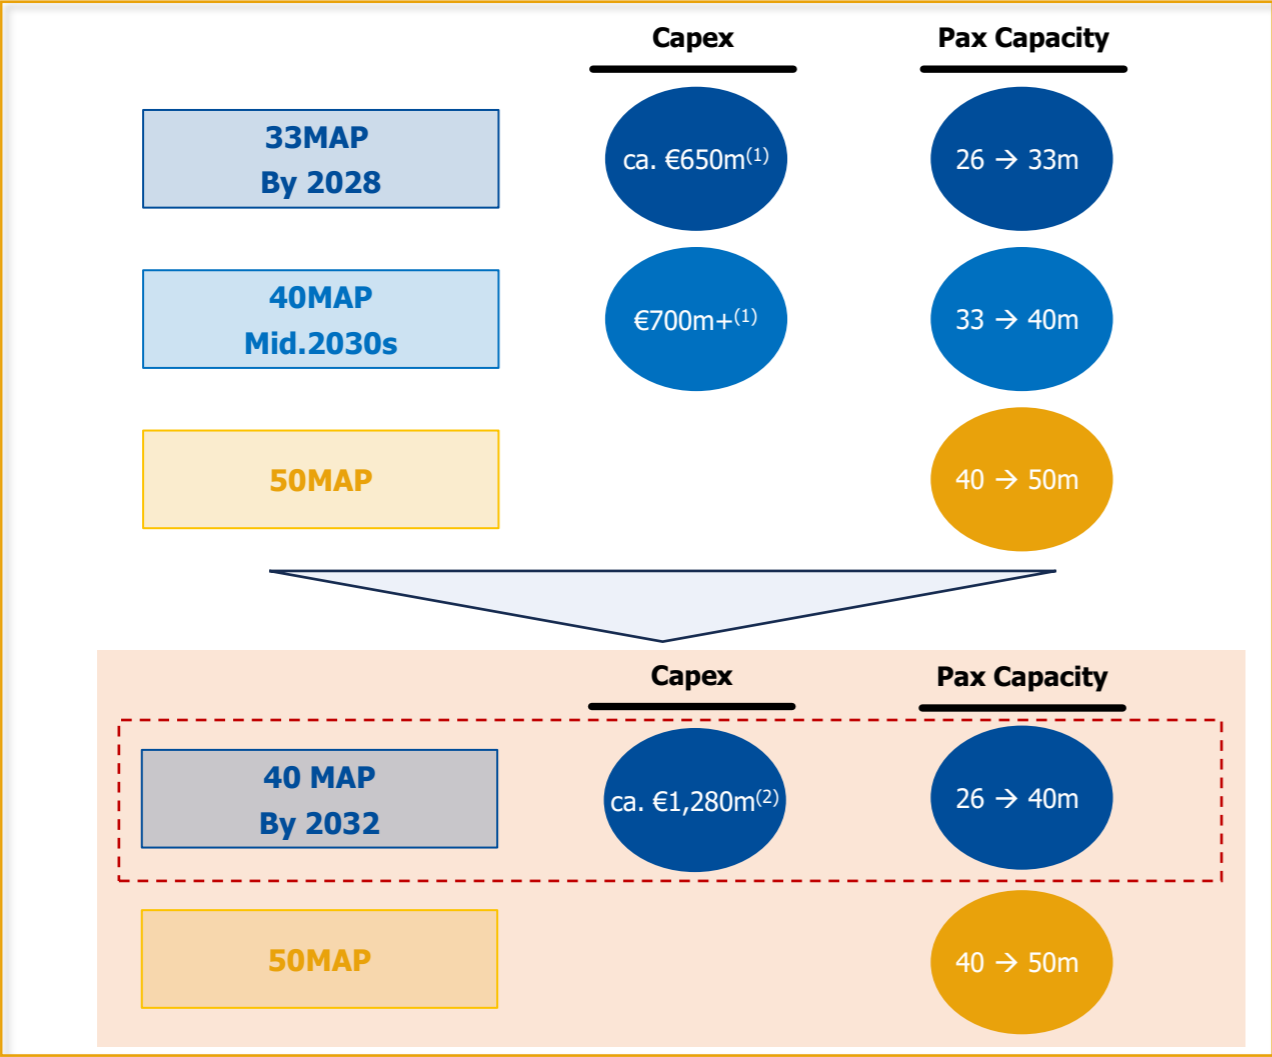 Capex
Pax Capacity
33MAP
By 2028
ca. €650m(1)
26 → 33m
40MAP
Mid.2030s
€700m+(1)
33 → 40m
50MAP
40 → 50m
Capex
Pax Capacity
40 MAP
By 2032
ca. €1,280m(2)
26 → 40m
50MAP
40 → 50m